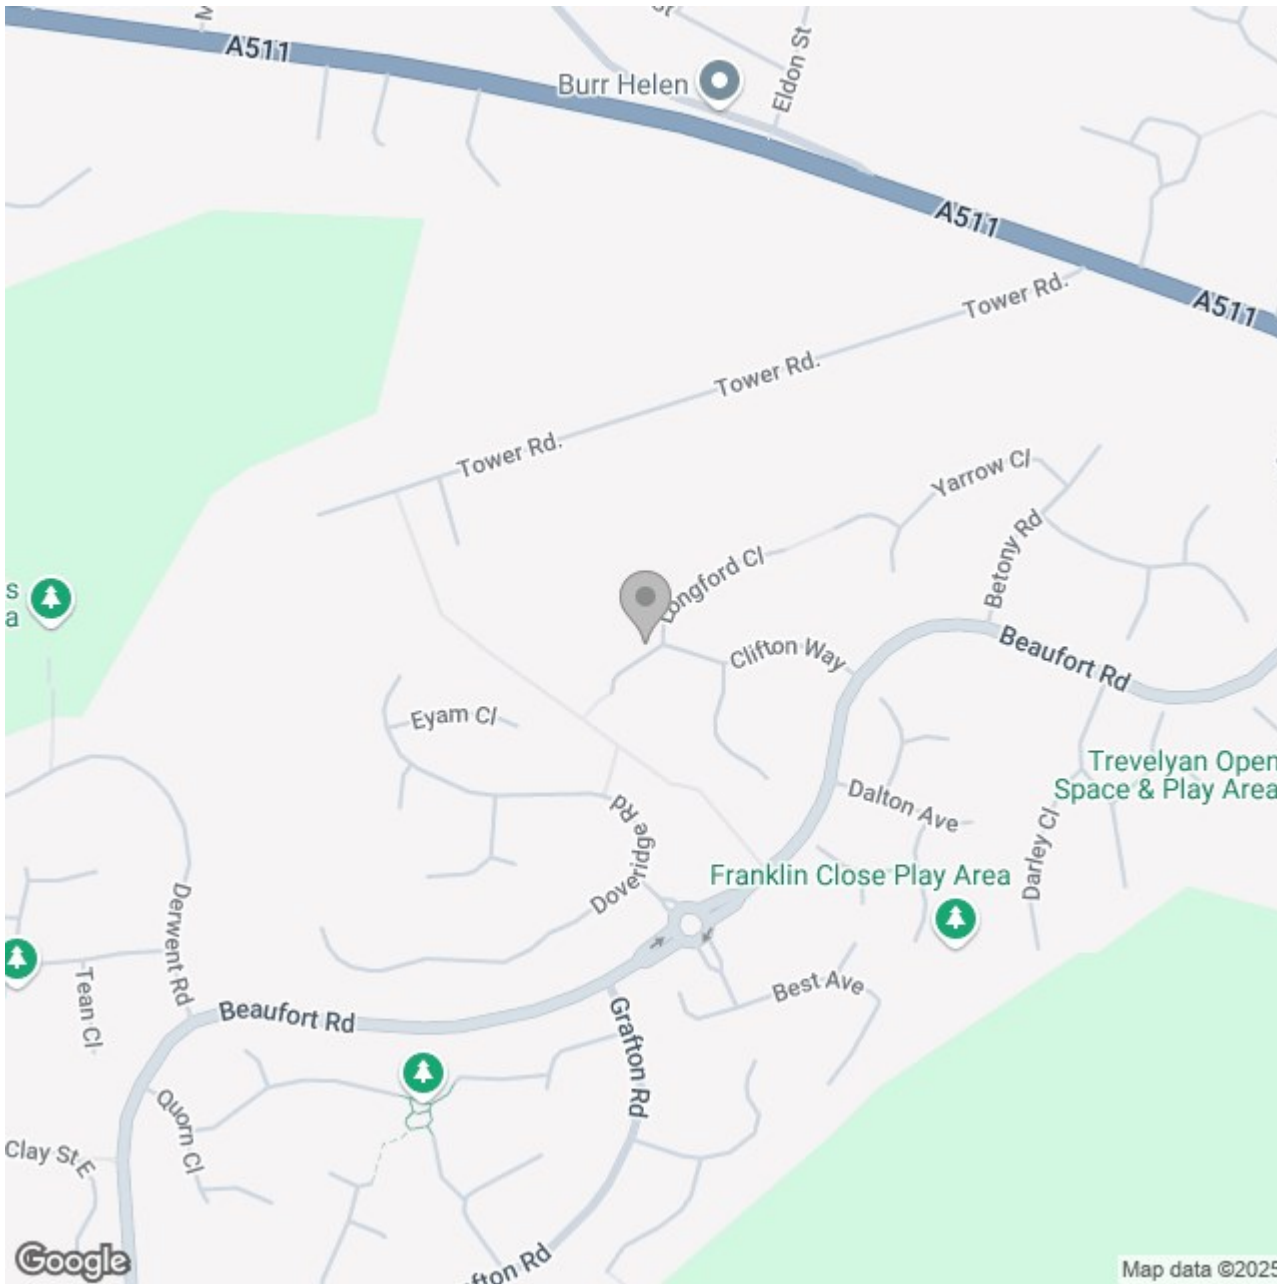 A511
Burr Helen
Eldon St
A511
A511
Tower Rd.
Tower Rd.
Tower Rd.
Yarrow Cl
Betony Rd
Longford Cl
Clifton Way
Beaufort Rd
Eyam Cl
Trevelyan Open
Space & Play Area
Dalton Ave
Doveridge Rd
Darley Cl
Franklin Close Play Area
Derwent Rd
Tean Cl
Best Ave
Beaufort Rd
Grafton Rd
Quorn Cl
Clay St E
fton Rd
Google
Map data ©2025